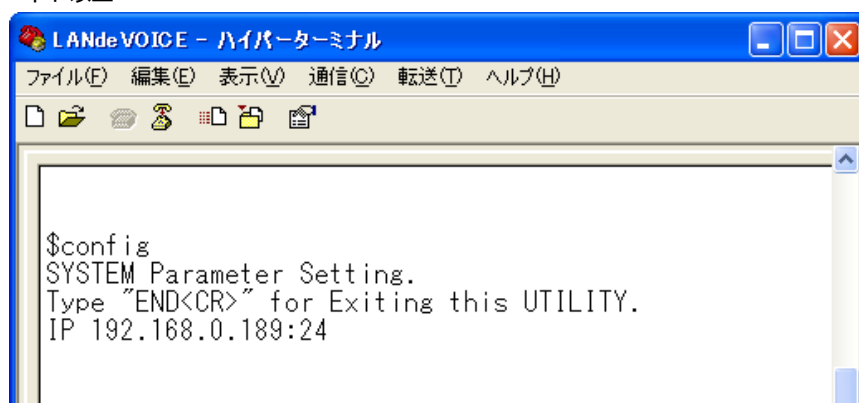 LANdeVOICE - ハイパーターミナル
ファイル(F) 編集(E) 表示(V) 通信(C) 転送(T) ヘルプ(H)
$config
SYSTEM Parameter Setting.
Type "END<CR>" for Exiting this UTILITY.
IP 192.168.0.189:24